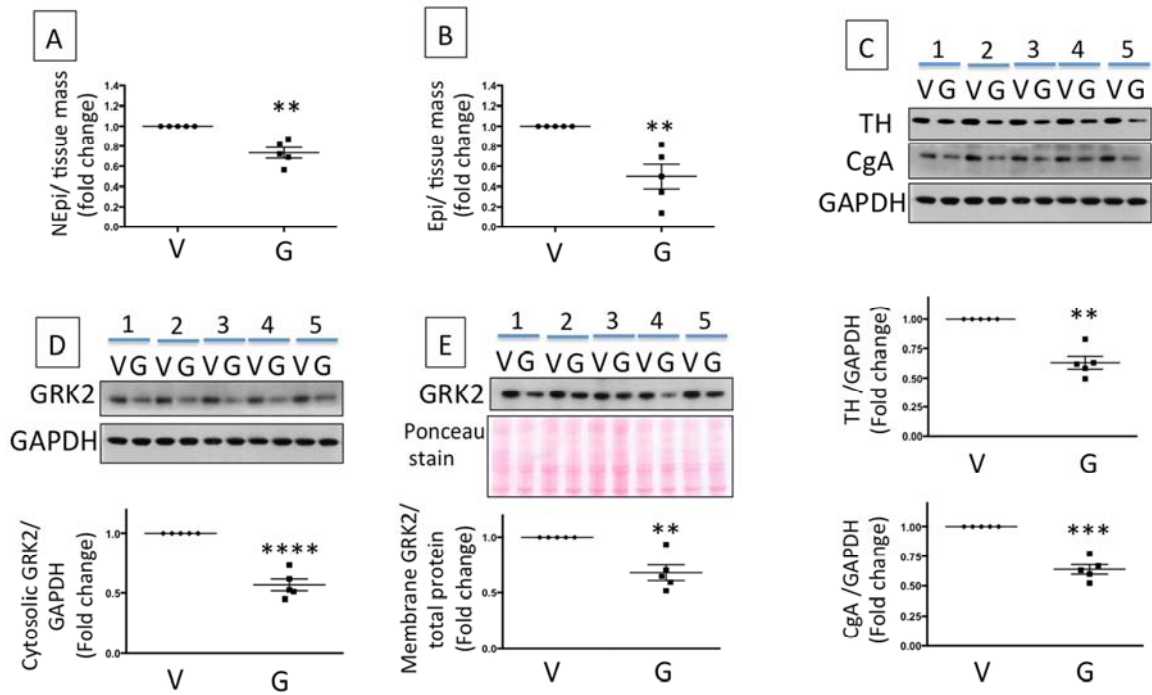 A
NEpi/ tissue mass
(fold change)
1.4
1.2
1.0
0.8
0.6
0.4
0.2
0.0
**
V G
B
Epi/ tissue mass
(fold change)
1.4
1.2
1.0
0.8
0.6
0.4
0.2
0.0
**
V G
C
1 2 3 4 5
V G V G V G V G V G
TH
CgA
GAPDH
TH /GAPDH
(Fold change)
1.00
0.75
0.50
0.25
0.00
**
V G
CgA /GAPDH
(Fold change)
1.00
0.75
0.50
0.25
0.00
***
V G
D
1 2 3 4 5
V G V G V G V G V G
GRK2
GAPDH
Cytosolic GRK2/
GAPDH
(Fold change)
1.0
0.5
0.0
****
V G
E
1 2 3 4 5
V G V G V G V G V G
GRK2
Ponceau
stain
Membrane GRK2/
total protein
(Fold change)
1.0
0.5
0.0
**
V G